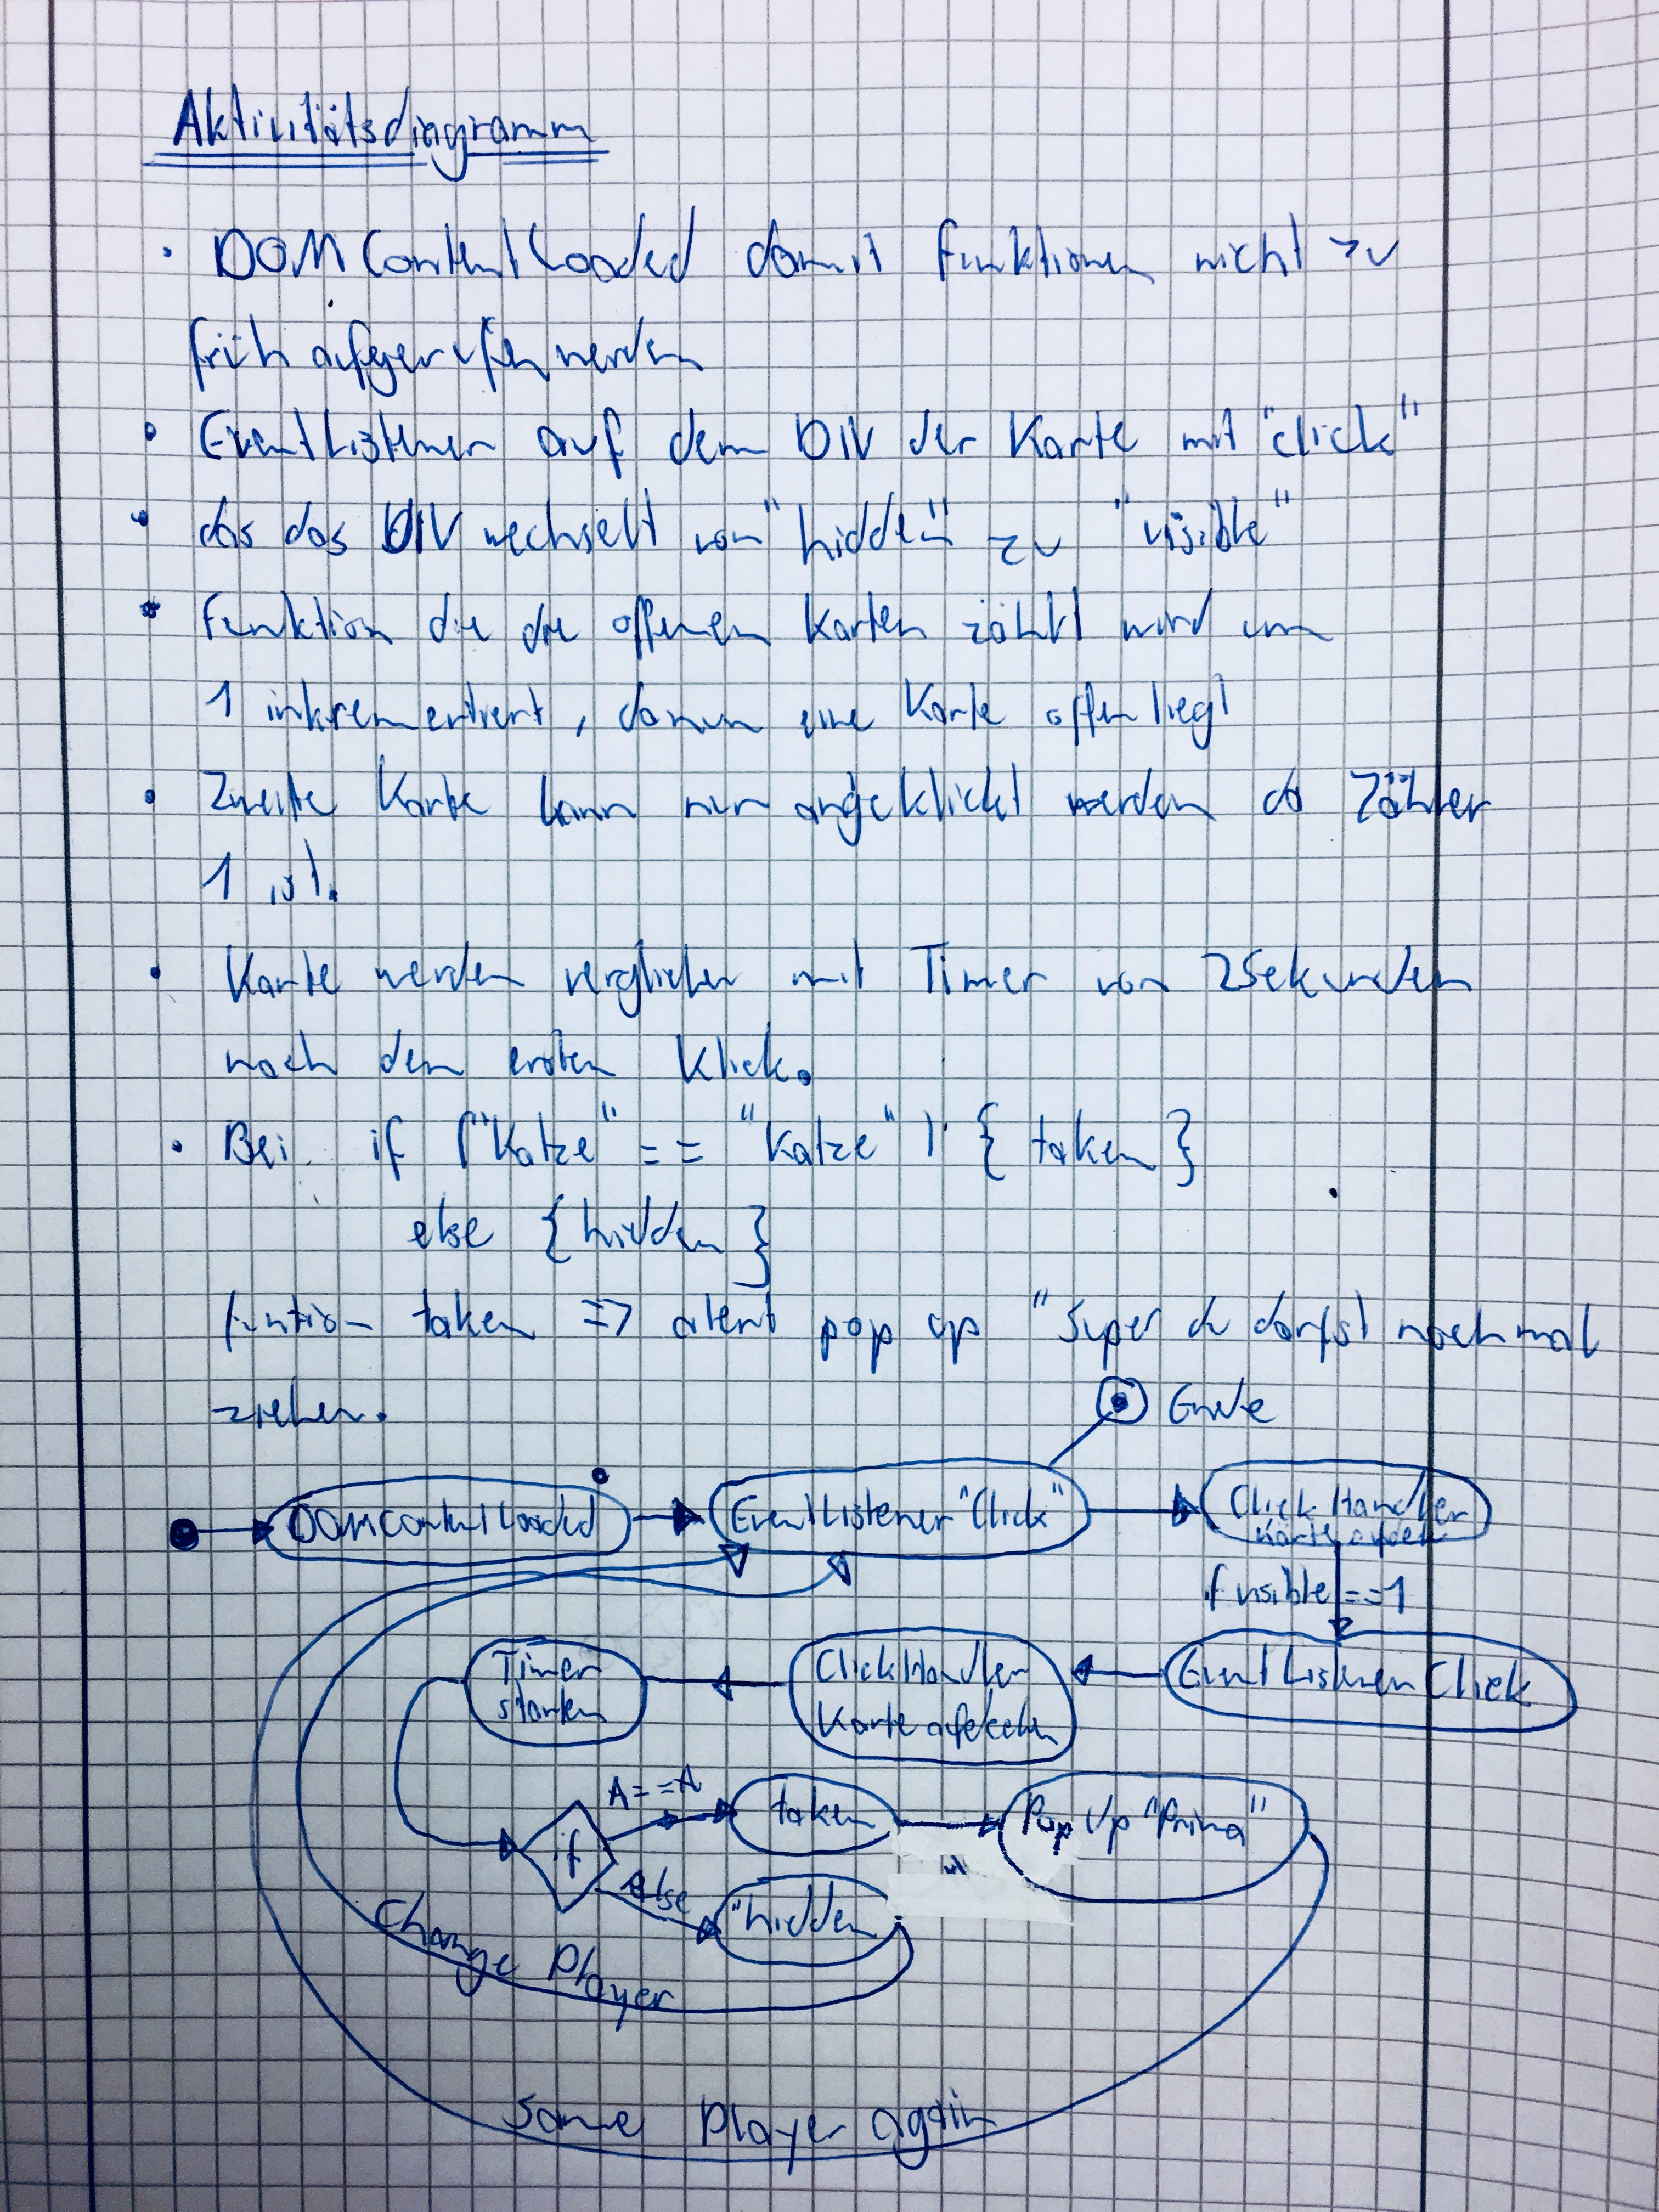 Aktivitätsdiagramm
• DOMContentLoaded damit Funktionen nicht zu
früh aufgerufen werden
• EventListener auf dem DIV der Karte mit "click"
• das das DIV wechselt von "hidden" zu "visible"
• Funktion die die offenen Karten zählt wird um
1 inkrementiert, darum eine Karte offen liegt
• Zweite Karte kann nur angeklickt werden da Zähler
1 ist.
• Karte werden verglichen mit Timer von 2Sekunden
nach dem ersten Klick.
• Bei if ("Katze" == "Katze") { taken }
else { hidden }
funtion taken => alert pop up "Super du darfst nochmal
ziehen.
Ende
DOMContentLoaded
EventListener "Click"
ClickHandler
Karte aufdecken
if visible == 1
Timer
starten
ClickHandler
Karte aufdecken
EventListener Click
A==A
taken
Pop Up "Prima"
if
else
"hidden
Change Player
Same Player again